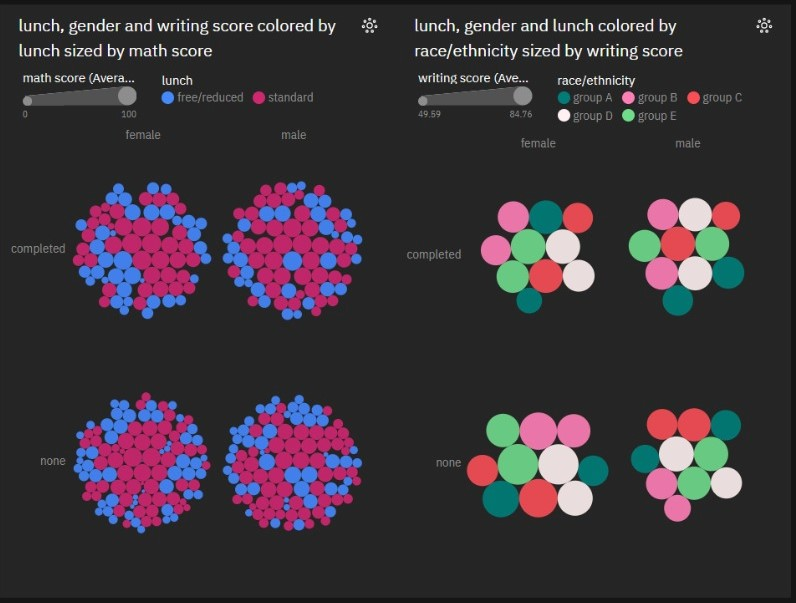 lunch, gender and writing score colored by
lunch sized by math score
math score (Avera...
0
100
lunch
free/reduced
standard
female
male
completed
none
lunch, gender and lunch colored by
race/ethnicity sized by writing score
writing score (Ave...
49.59
84.76
race/ethnicity
group A
group B
group C
group D
group E
female
male
completed
none